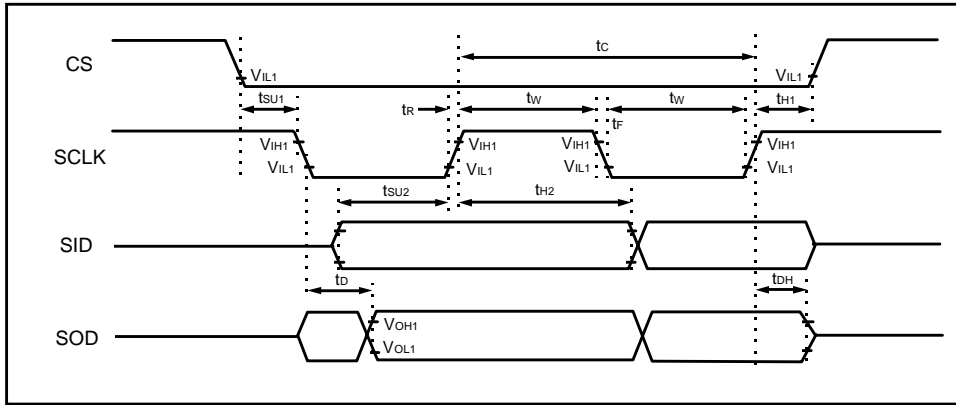 tC
CS
VIL1
VIL1
tSU1
tR
tW
tW
tH1
tF
SCLK
VIH1
VIH1
VIH1
VIH1
VIL1
VIL1
VIL1
VIL1
tSU2
tH2
SID
tD
tDH
SOD
VOH1
VOL1